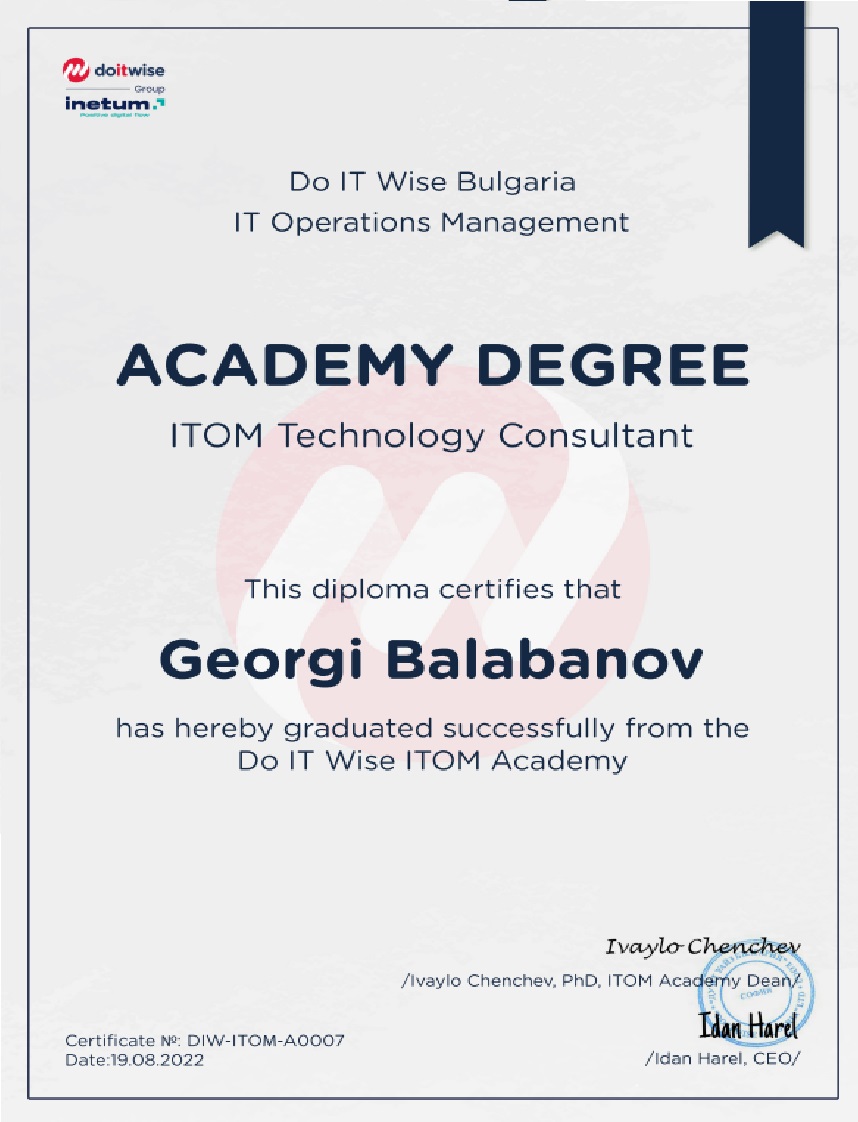 doitwise
Group
inetum.
Positive digital flow
Do IT Wise Bulgaria
IT Operations Management
ACADEMY DEGREE
ITOM Technology Consultant
This diploma certifies that
Georgi Balabanov
has hereby graduated successfully from the
Do IT Wise ITOM Academy
Ivaylo Chenchev
/Ivaylo Chenchev, PhD, ITOM Academy Dean/
СОФИЯ
Idan Harel
/Idan Harel, CEO/
Certificate №: DIW-ITOM-A0007
Date:19.08.2022